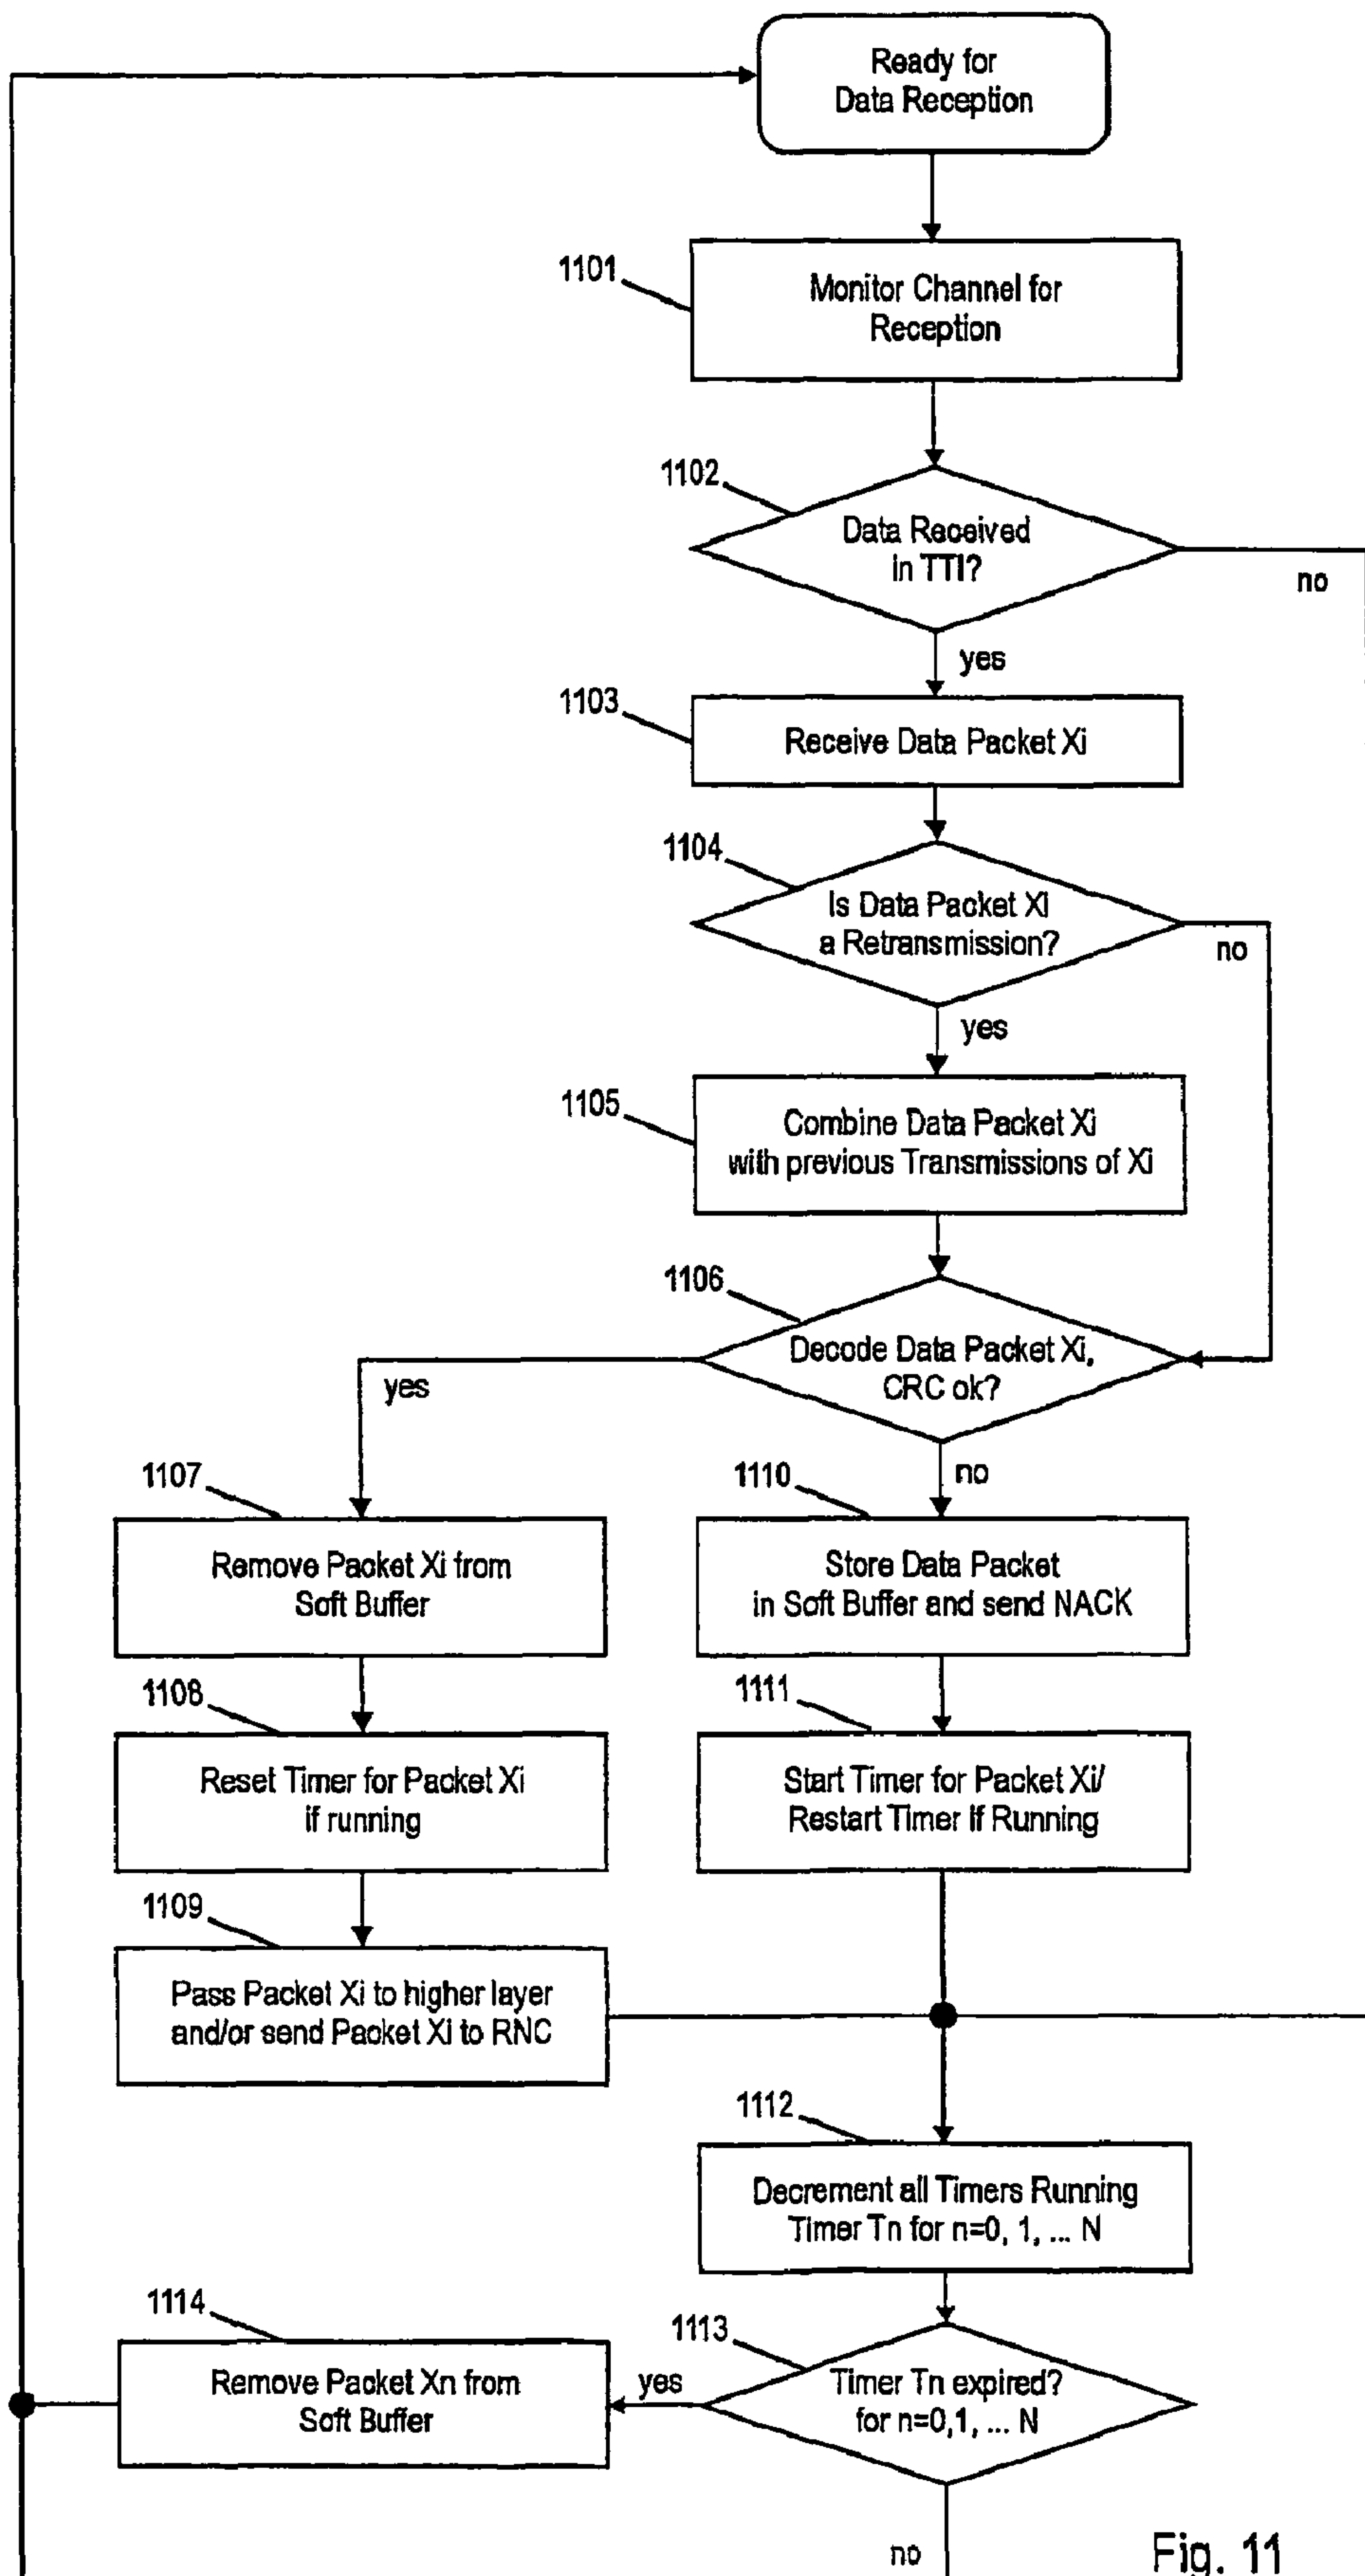 Ready for
Data Reception
1101
Monitor Channel for
Reception
1102
Data Received
in TTI?
no
yes
1103
Receive Data Packet Xi
1104
Is Data Packet Xi
a Retransmission?
no
yes
1105
Combine Data Packet Xi
with previous Transmissions of Xi
1106
Decode Data Packet Xi,
CRC ok?
yes
no
1107
Remove Packet Xi from
Soft Buffer
1110
Store Data Packet
in Soft Buffer and send NACK
1108
Reset Timer for Packet Xi
if running
1111
Start Timer for Packet Xi/
Restart Timer if Running
1109
Pass Packet Xi to higher layer
and/or send Packet Xi to RNC
1112
Decrement all Timers Running
Timer Tn for n=0, 1, ... N
1114
Remove Packet Xn from
Soft Buffer
1113
yes
Timer Tn expired?
for n=0,1, ... N
no
Fig. 11